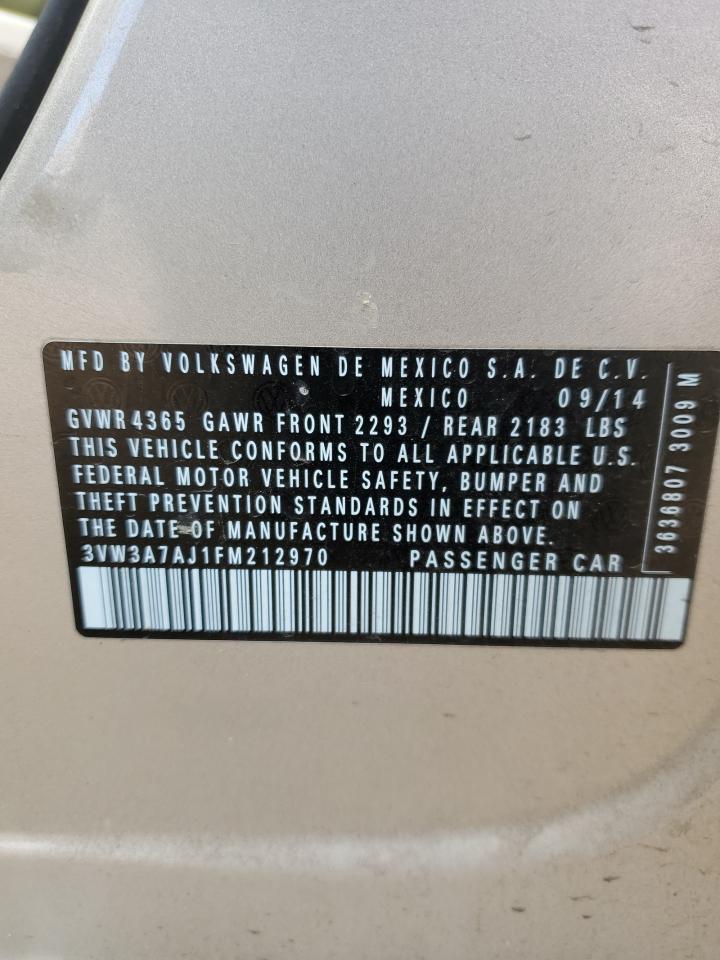 MFD BY VOLKSWAGEN DE MEXICO S.A. DE C.V.
MEXICO 09/14
GVWR 4365 GAWR FRONT 2293 / REAR 2183 LBS
THIS VEHICLE CONFORMS TO ALL APPLICABLE U.S.
FEDERAL MOTOR VEHICLE SAFETY, BUMPER AND
THEFT PREVENTION STANDARDS IN EFFECT ON
THE DATE OF MANUFACTURE SHOWN ABOVE.
3VW3A7AJ1FM212970 PASSENGER CAR
3636807 3009 M